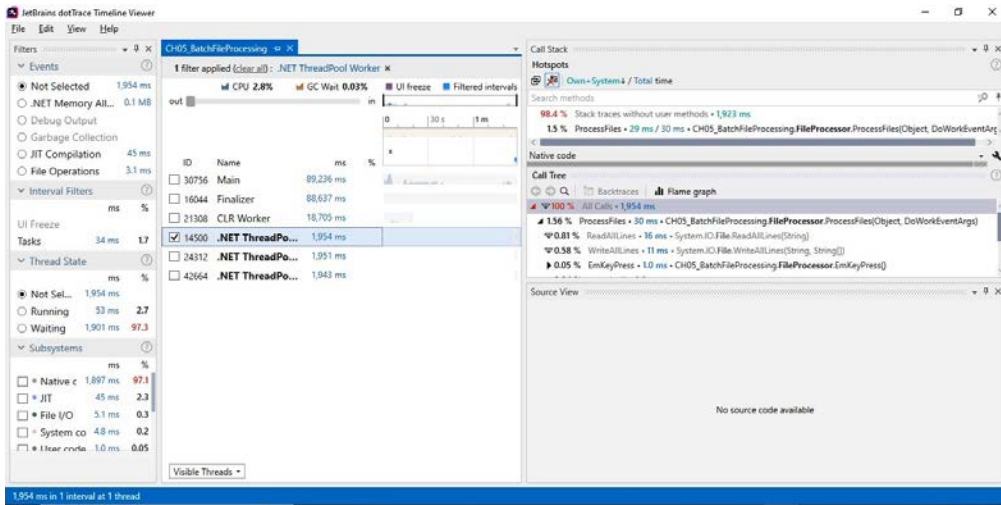 JetBrains dotTrace Timeline Viewer
File Edit View Help
Filters
Events
Not Selected 1,954 ms
.NET Memory All... 0.1 MB
Debug Output
Garbage Collection
JIT Compilation 45 ms
File Operations 3.1 ms
Interval Filters
ms %
UI Freeze
Tasks 34 ms 1.7
Thread State
ms %
Not Sel... 1,954 ms
Running 53 ms 2.7
Waiting 1,901 ms 97.3
Subsystems
ms %
Native c 1,897 ms 97.1
JIT 45 ms 2.3
File I/O 5.1 ms 0.3
System co 4.8 ms 0.2
User code 1.0 ms 0.05
CH05_BatchFileProcessing
1 filter applied (clear all) : .NET ThreadPool Worker
CPU 2.8% GC Wait 0.03% UI freeze Filtered intervals
out in
0 30 s 1 m
ID Name ms %
30756 Main 89,236 ms
16044 Finalizer 88,637 ms
21308 CLR Worker 18,705 ms
14500 .NET ThreadPo... 1,954 ms
24312 .NET ThreadPo... 1,951 ms
42664 .NET ThreadPo... 1,943 ms
Visible Threads
Call Stack
Hotspots
Own+System / Total time
Search methods
98.4 % Stack traces without user methods • 1,923 ms
1.5 % ProcessFiles • 29 ms / 30 ms • CH05_BatchFileProcessing.FileProcessor.ProcessFiles(Object, DoWorkEventArg
Native code
Call Tree
Backtraces Flame graph
100 % All Calls • 1,954 ms
1.56 % ProcessFiles • 30 ms • CH05_BatchFileProcessing.FileProcessor.ProcessFiles(Object, DoWorkEventArgs)
0.81 % ReadAllLines • 16 ms • System.IO.File.ReadAllLines(String)
0.58 % WriteAllLines • 11 ms • System.IO.File.WriteAllLines(String, String[])
0.05 % EmKeyPress • 1.0 ms • CH05_BatchFileProcessing.FileProcessor.EmKeyPress()
Source View
No source code available
1,954 ms in 1 interval at 1 thread